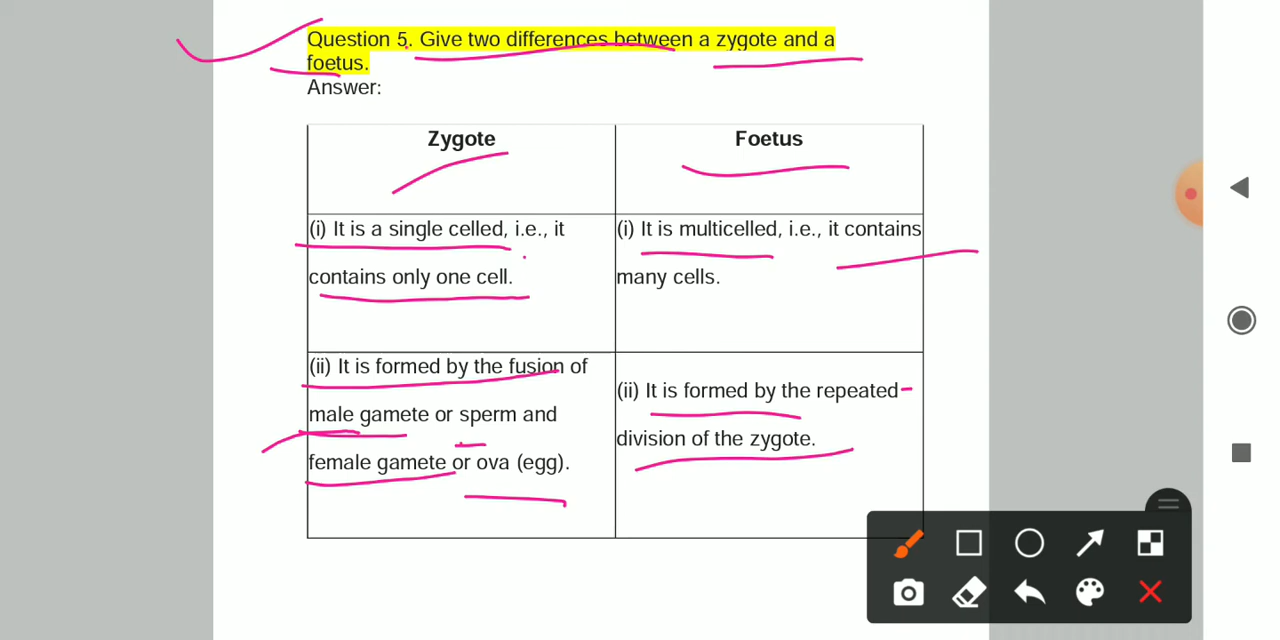 Question 5. Give two differences between a zygote and a
foetus.
Answer:
Zygote
Foetus
(i) It is a single celled, i.e., it
contains only one cell.
(i) It is multicelled, i.e., it contains
many cells.
(ii) It is formed by the fusion of
male gamete or sperm and
female gamete or ova (egg).
(ii) It is formed by the repeated
division of the zygote.